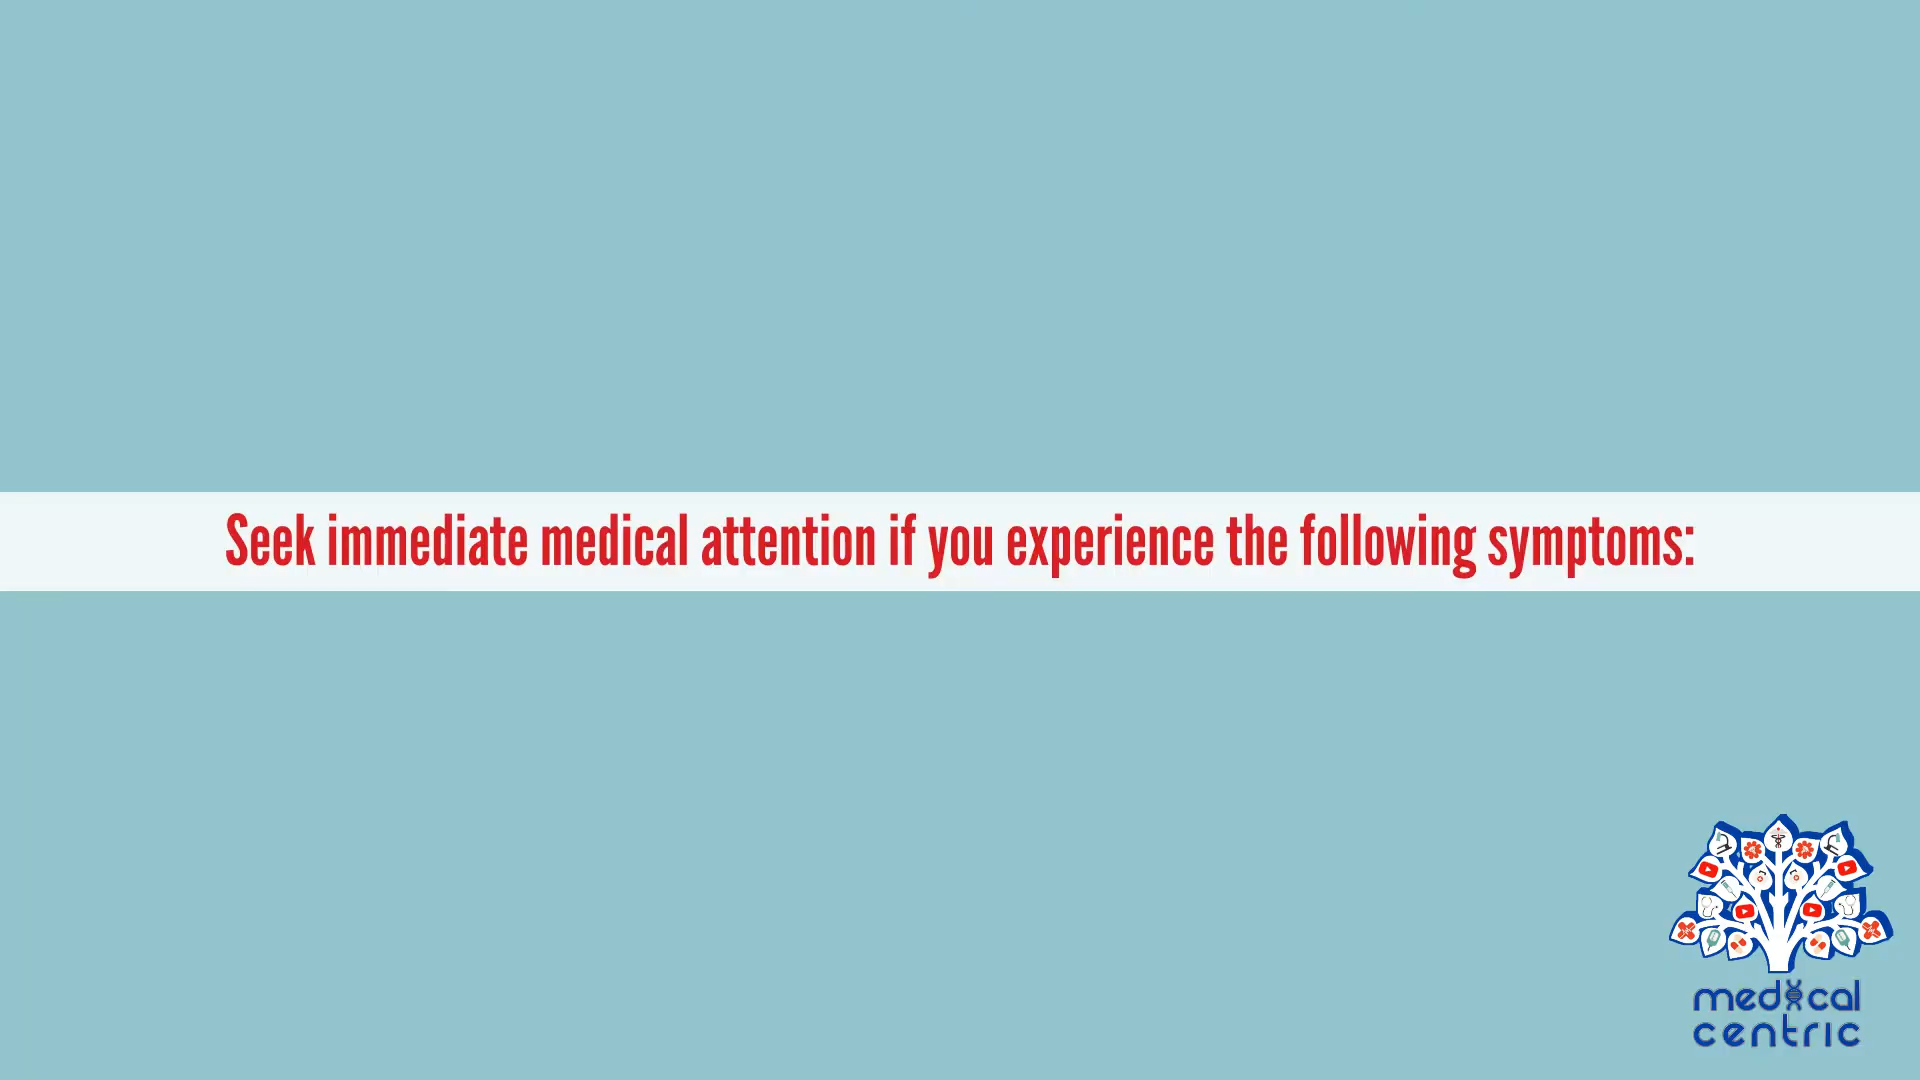 Seek immediate medical attention if you experience the following symptoms:
medical
centric